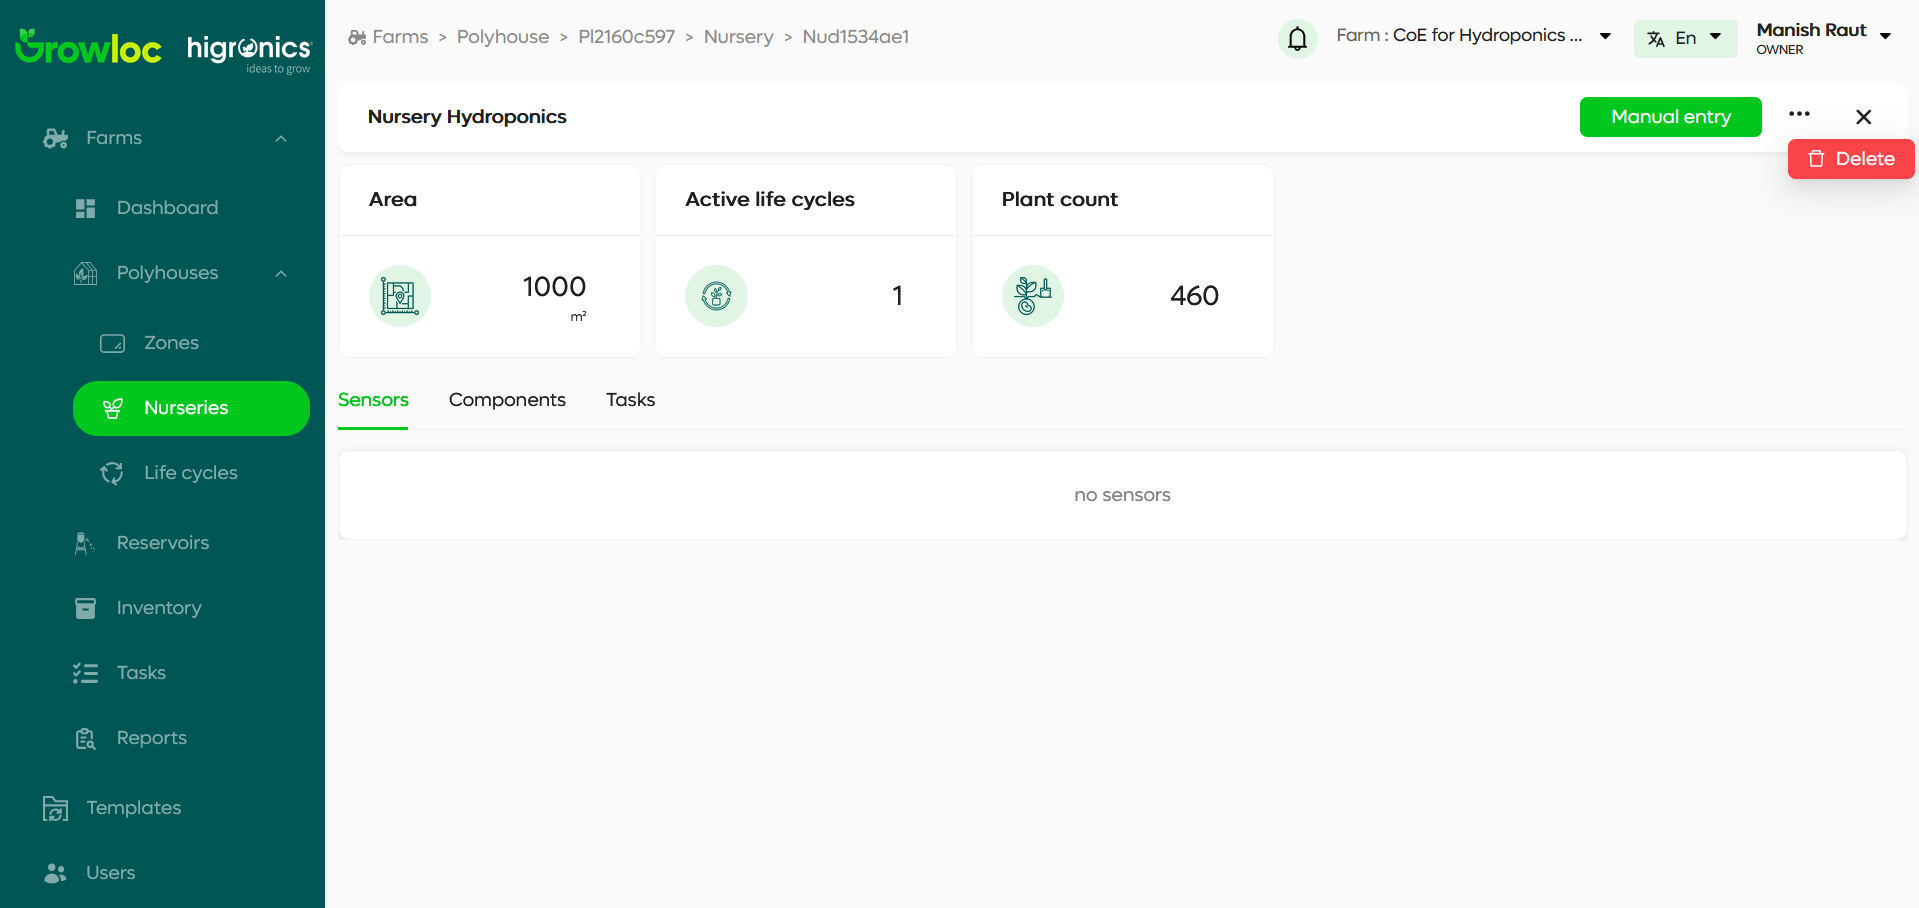 Growloc higronics
ideas to grow
Farms > Polyhouse > Pl2160c597 > Nursery > Nud1534ae1
Farm : CoE for Hydroponics ...
En
Manish Raut
OWNER
Farms
Dashboard
Polyhouses
Zones
Nurseries
Life cycles
Reservoirs
Inventory
Tasks
Reports
Templates
Users
Nursery Hydroponics
Manual entry
Delete
Area
1000
m²
Active life cycles
1
Plant count
460
Sensors Components Tasks
no sensors